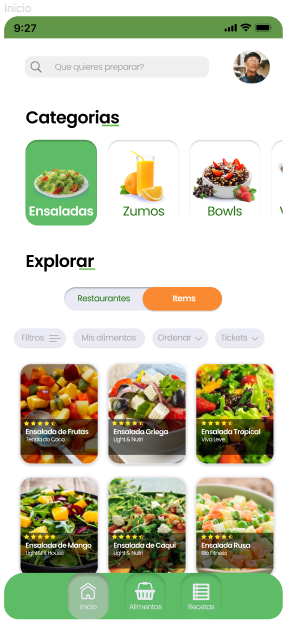 Inicio
9:27
Que quieres preparar?
Categorias
Ensaladas Zumos Bowls V
Explorar
Restaurantes Items
Filtros Mis alimentos Ordenar Tickets
Ensalada de Frutas Ensalada Griega Ensalada Tropical
Tenda do Coco Light & Nutri Viva Leve
Ensalada de Mango Ensalada de Caqui Ensalada Rusa
Light&Fit House Light & Nutri Rio Fitness
Inicio Alimentos Recetas